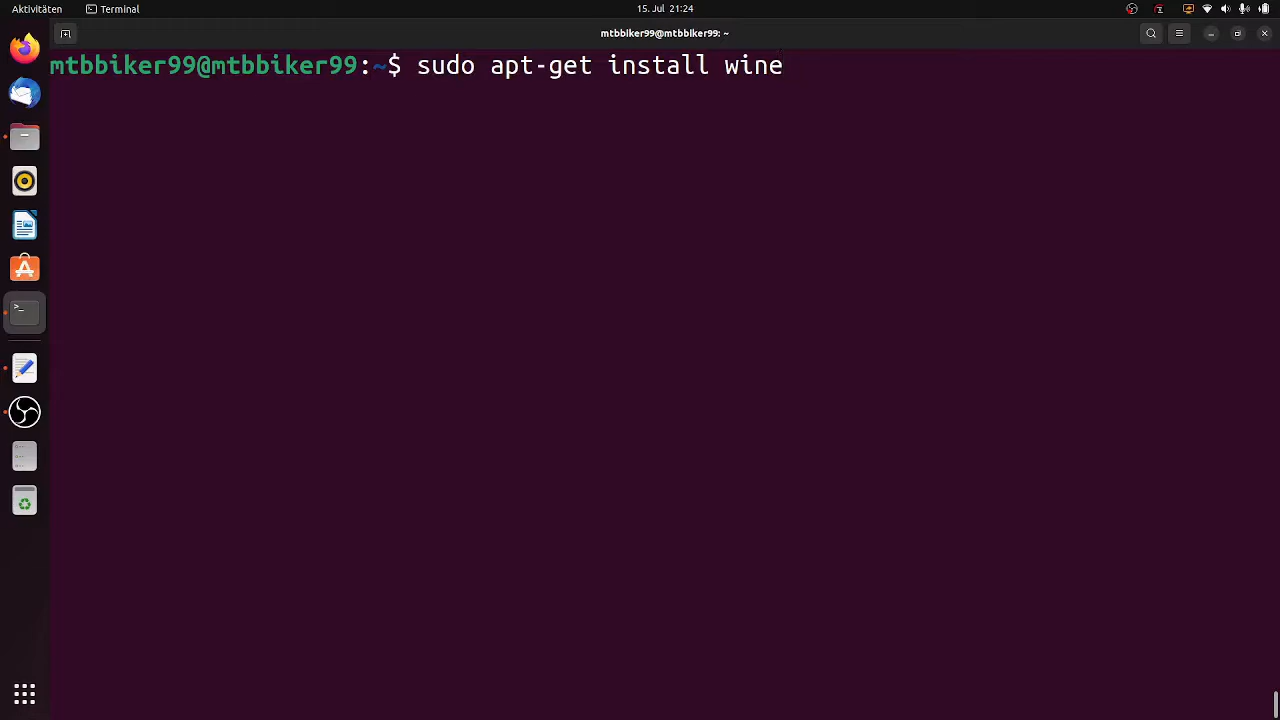 Aktivitäten Terminal 15. Jul 21:24
mtbbiker99@mtbbiker99: ~
mtbbiker99@mtbbiker99:~$ sudo apt-get install wine